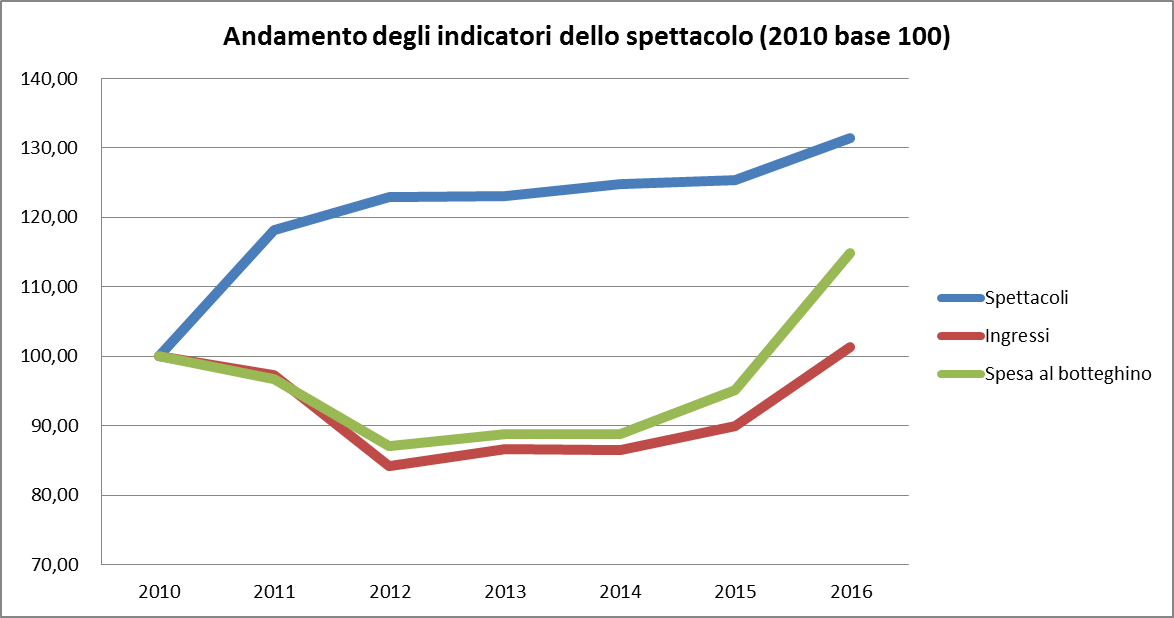 Andamento degli indicatori dello spettacolo (2010 base 100)
140,00
130,00
120,00
110,00
100,00
90,00
80,00
70,00
2010 2011 2012 2013 2014 2015 2016
Spettacoli
Ingressi
Spesa al botteghino